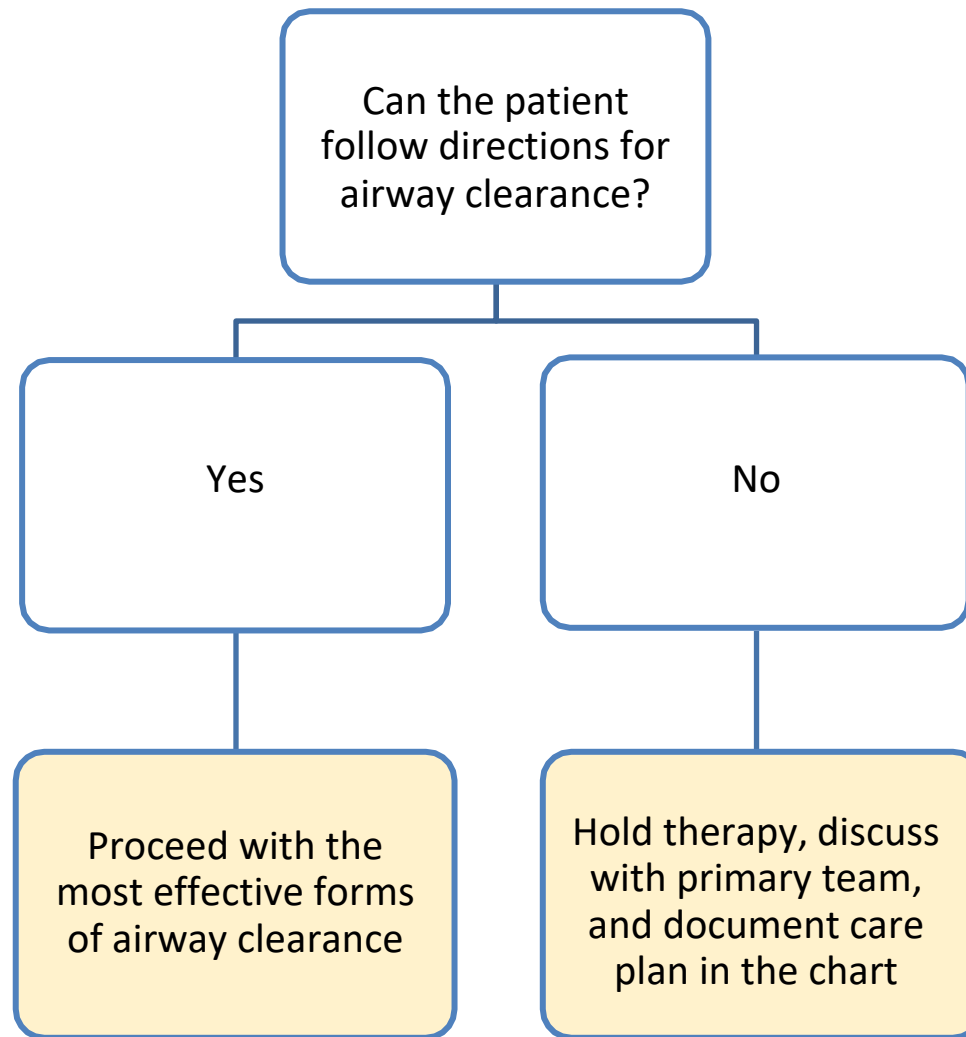 Can the patient
follow directions for
airway clearance?
Yes
No
Proceed with the
most effective forms
of airway clearance
Hold therapy, discuss
with primary team,
and document care
plan in the chart